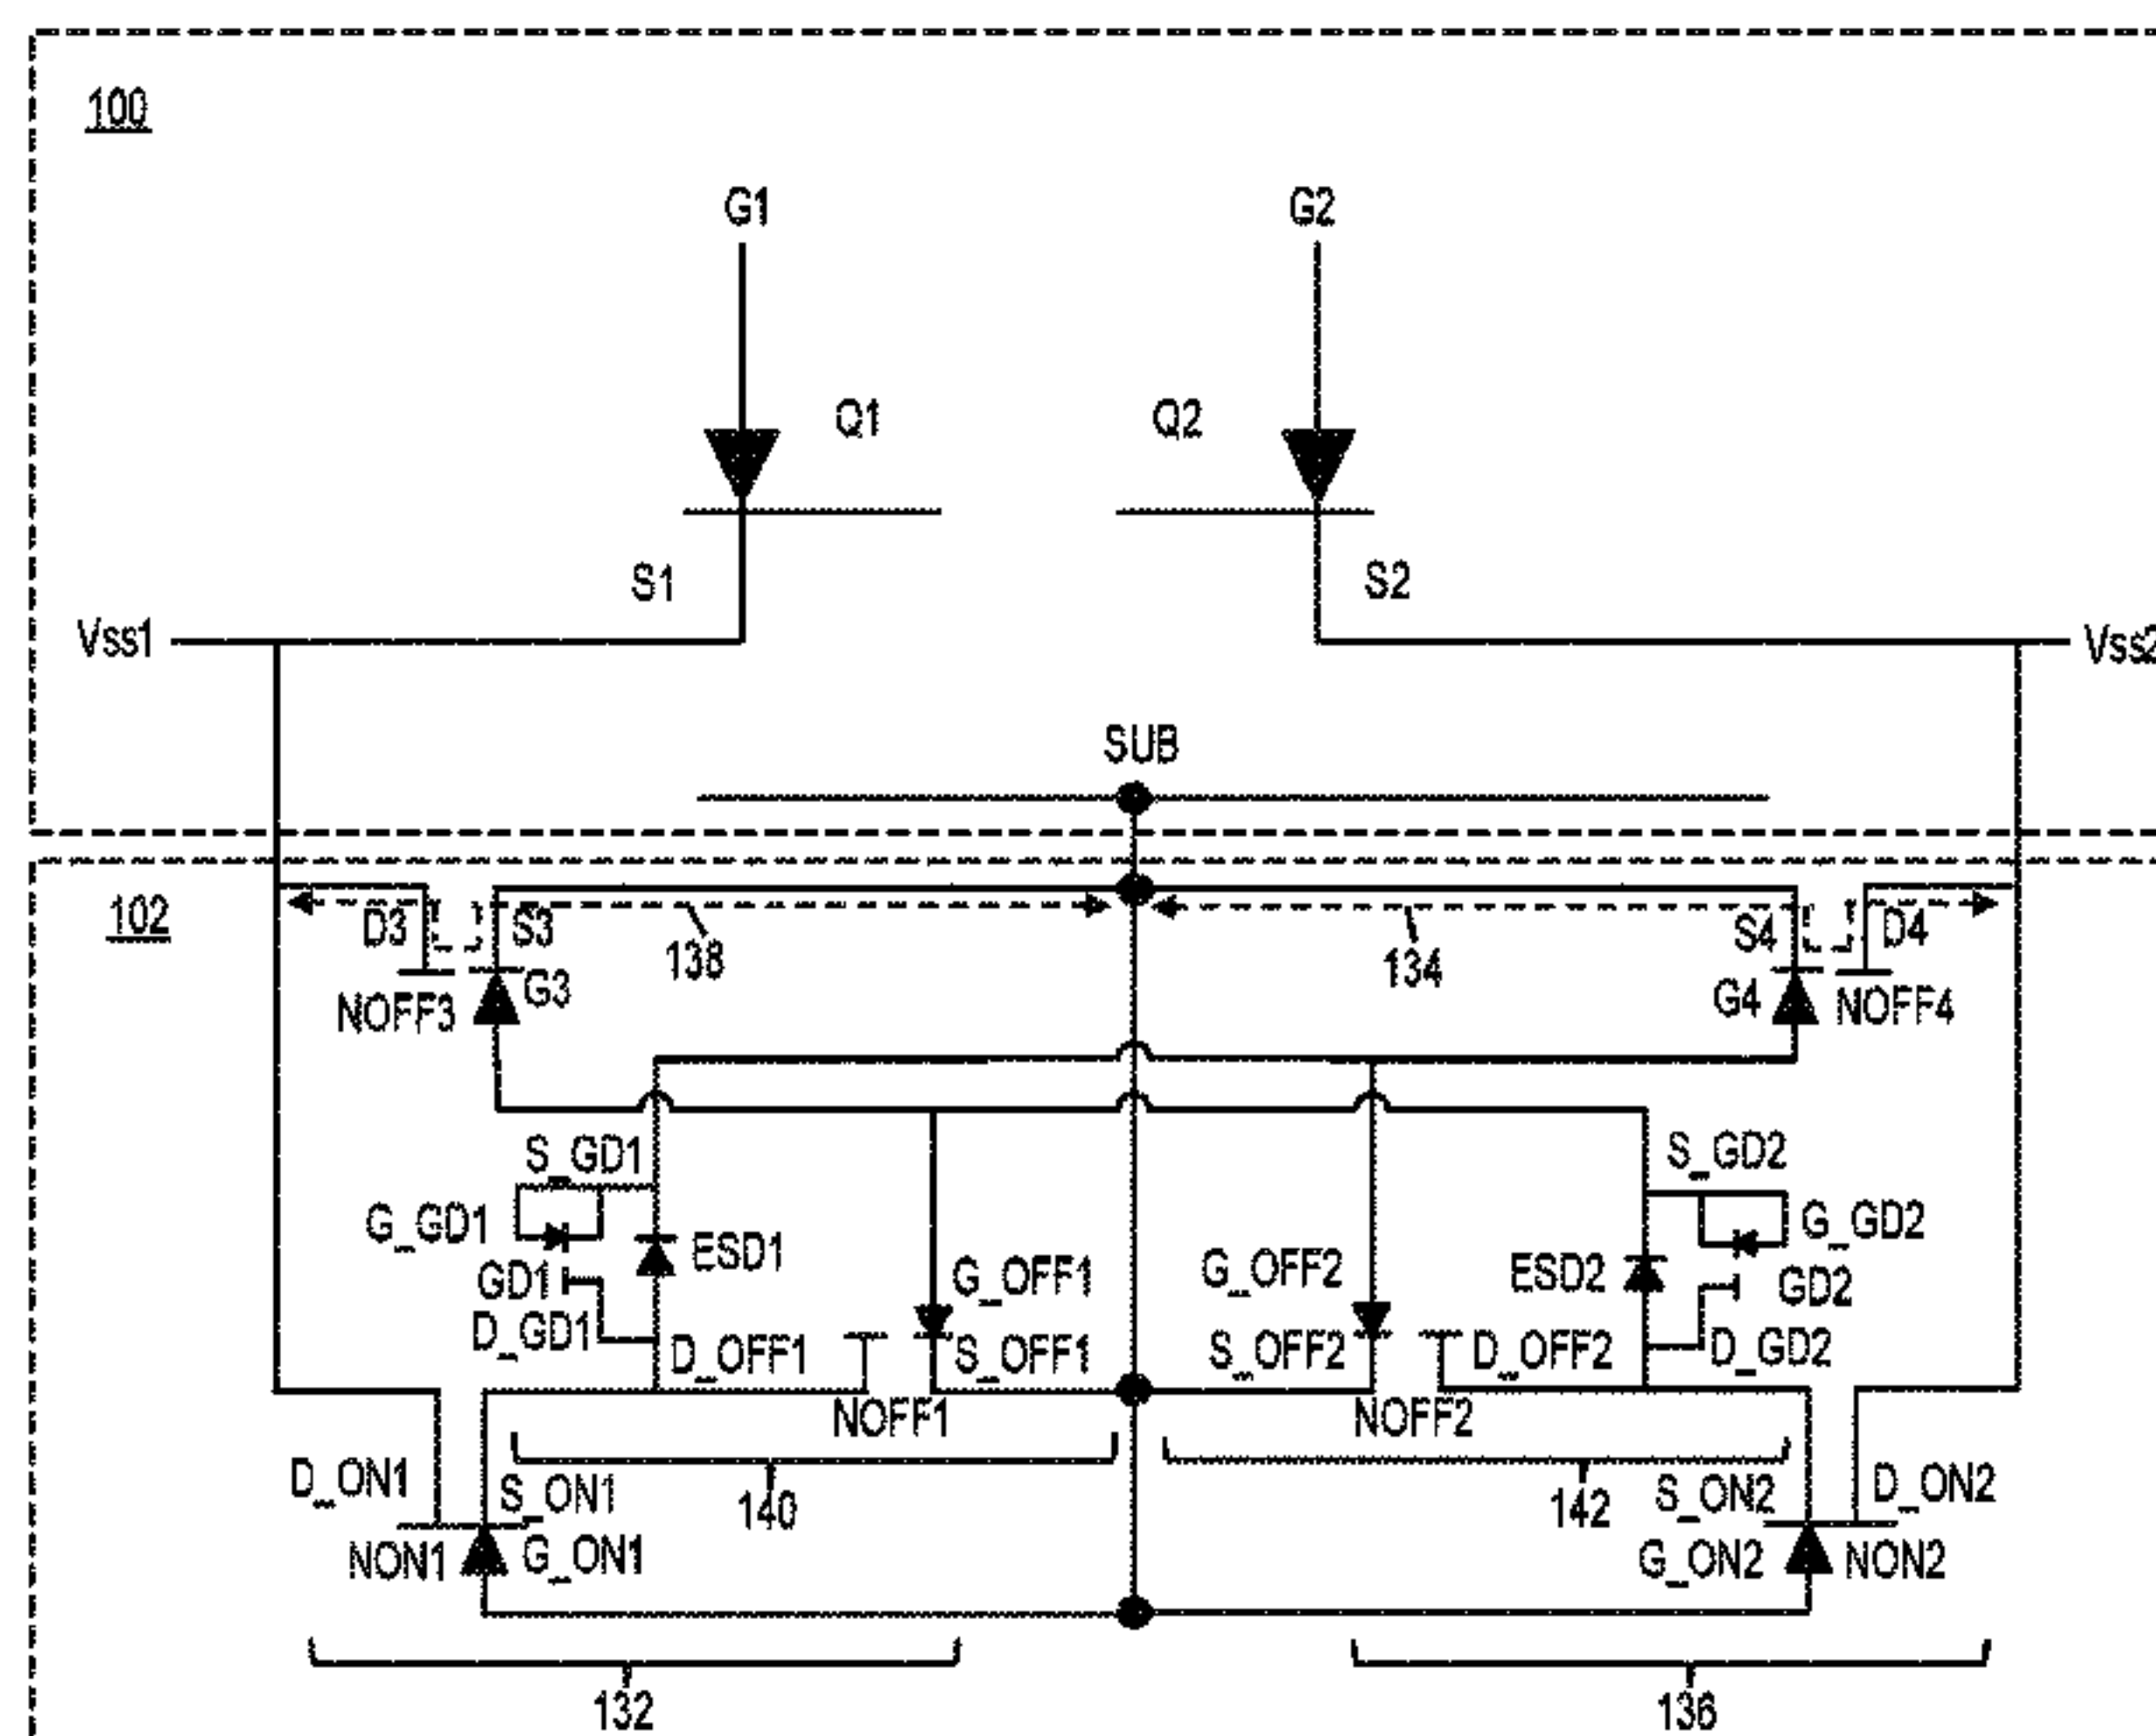 100
G1 G2
Q1 Q2
S1 S2
Vss1 Vss2
SUB
102
D3 S3 138 134 S4 D4
NOFF3 G3 G4 NOFF4
S_GD1 S_GD2
G_GD1 ESD1 G_GD2
GD1 G_OFF1 G_OFF2 ESD2 GD2
D_GD1 D_OFF1 S_OFF1 S_OFF2 D_OFF2 D_GD2
NOFF1 NOFF2
D_ON1 S_ON1 140 142 S_ON2 D_ON2
NON1 G_ON1 G_ON2 NON2
132 136